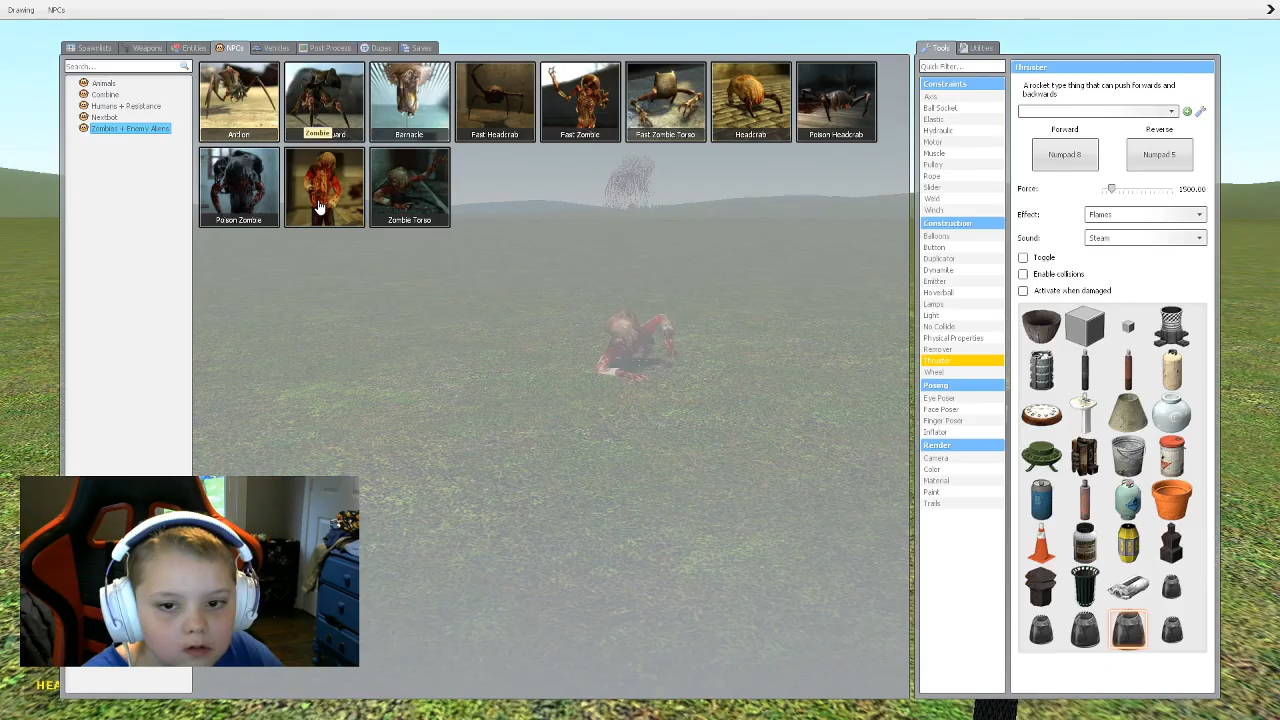 Drawing NPCs
Spawnlists Weapons Entities NPCs Vehicles Post Process Dupes Saves
Search...
Animals
Combine
Humans + Resistance
Nextbot
Zombies + Enemy Aliens
Antlion Zombie Barnacle Fast Headcrab Fast Zombie Fast Zombie Torso Headcrab Poison Headcrab
Poison Zombie Zombie Torso
Tools Utilities
Quick Filter...
Constraints
Axis
Ball Socket
Elastic
Hydraulic
Motor
Muscle
Pulley
Rope
Slider
Weld
Winch
Construction
Balloons
Button
Duplicator
Dynamite
Emitter
Hoverball
Lamps
Light
No Collide
Physical Properties
Remover
Thruster
Wheel
Posing
Eye Poser
Face Poser
Finger Poser
Inflator
Render
Camera
Color
Material
Paint
Trails
Thruster
A rocket type thing that can push forwards and
backwards
Forward Reverse
Numpad 8 Numpad 5
Force: 1500.00
Effect: Flames
Sound: Steam
Toggle
Enable collisions
Activate when damaged
HEA